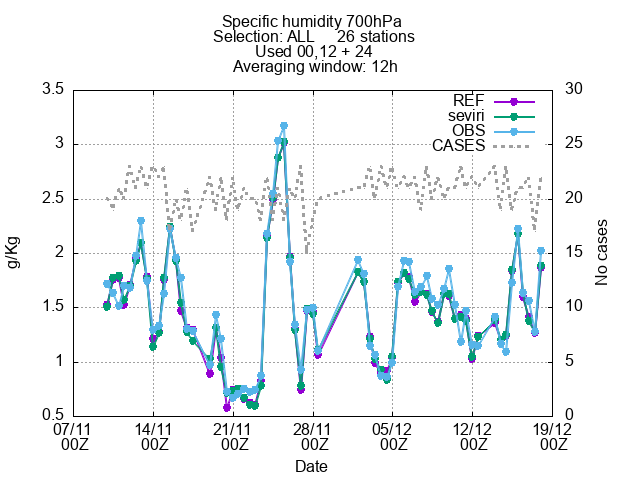 Specific humidity 700hPa
Selection: ALL 26 stations
Used 00,12 + 24
Averaging window: 12h
3.5
3
2.5
2
1.5
1
0.5
g/Kg
30
25
20
15
10
5
0
No cases
REF
seviri
OBS
CASES
07/11 14/11 21/11 28/11 05/12 12/12 19/12
00Z 00Z 00Z 00Z 00Z 00Z 00Z
Date